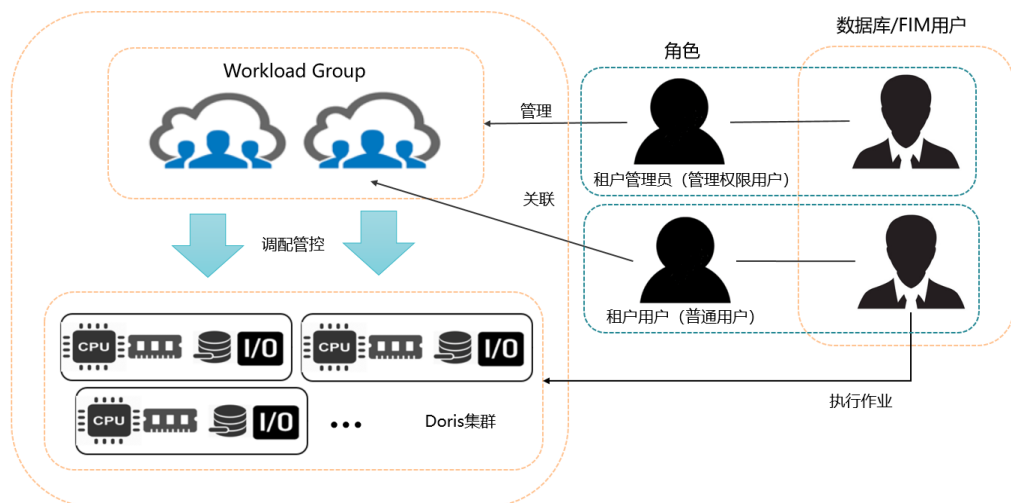 数据库/FIM用户
角色
Workload Group
管理
租户管理员（管理权限用户）
关联
调配管控
租户用户（普通用户）
CPU
I/O
CPU
I/O
执行作业
CPU
I/O
•••
Doris集群